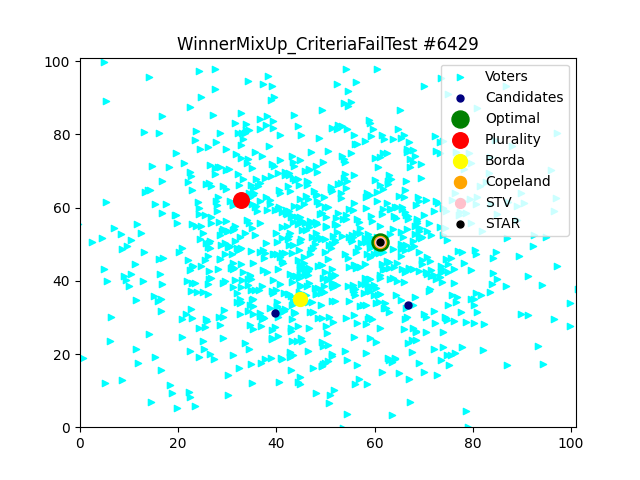 WinnerMixUp_CriteriaFailTest #6429
100
80
60
40
20
0
0 20 40 60 80 100
Voters
Candidates
Optimal
Plurality
Borda
Copeland
STV
STAR